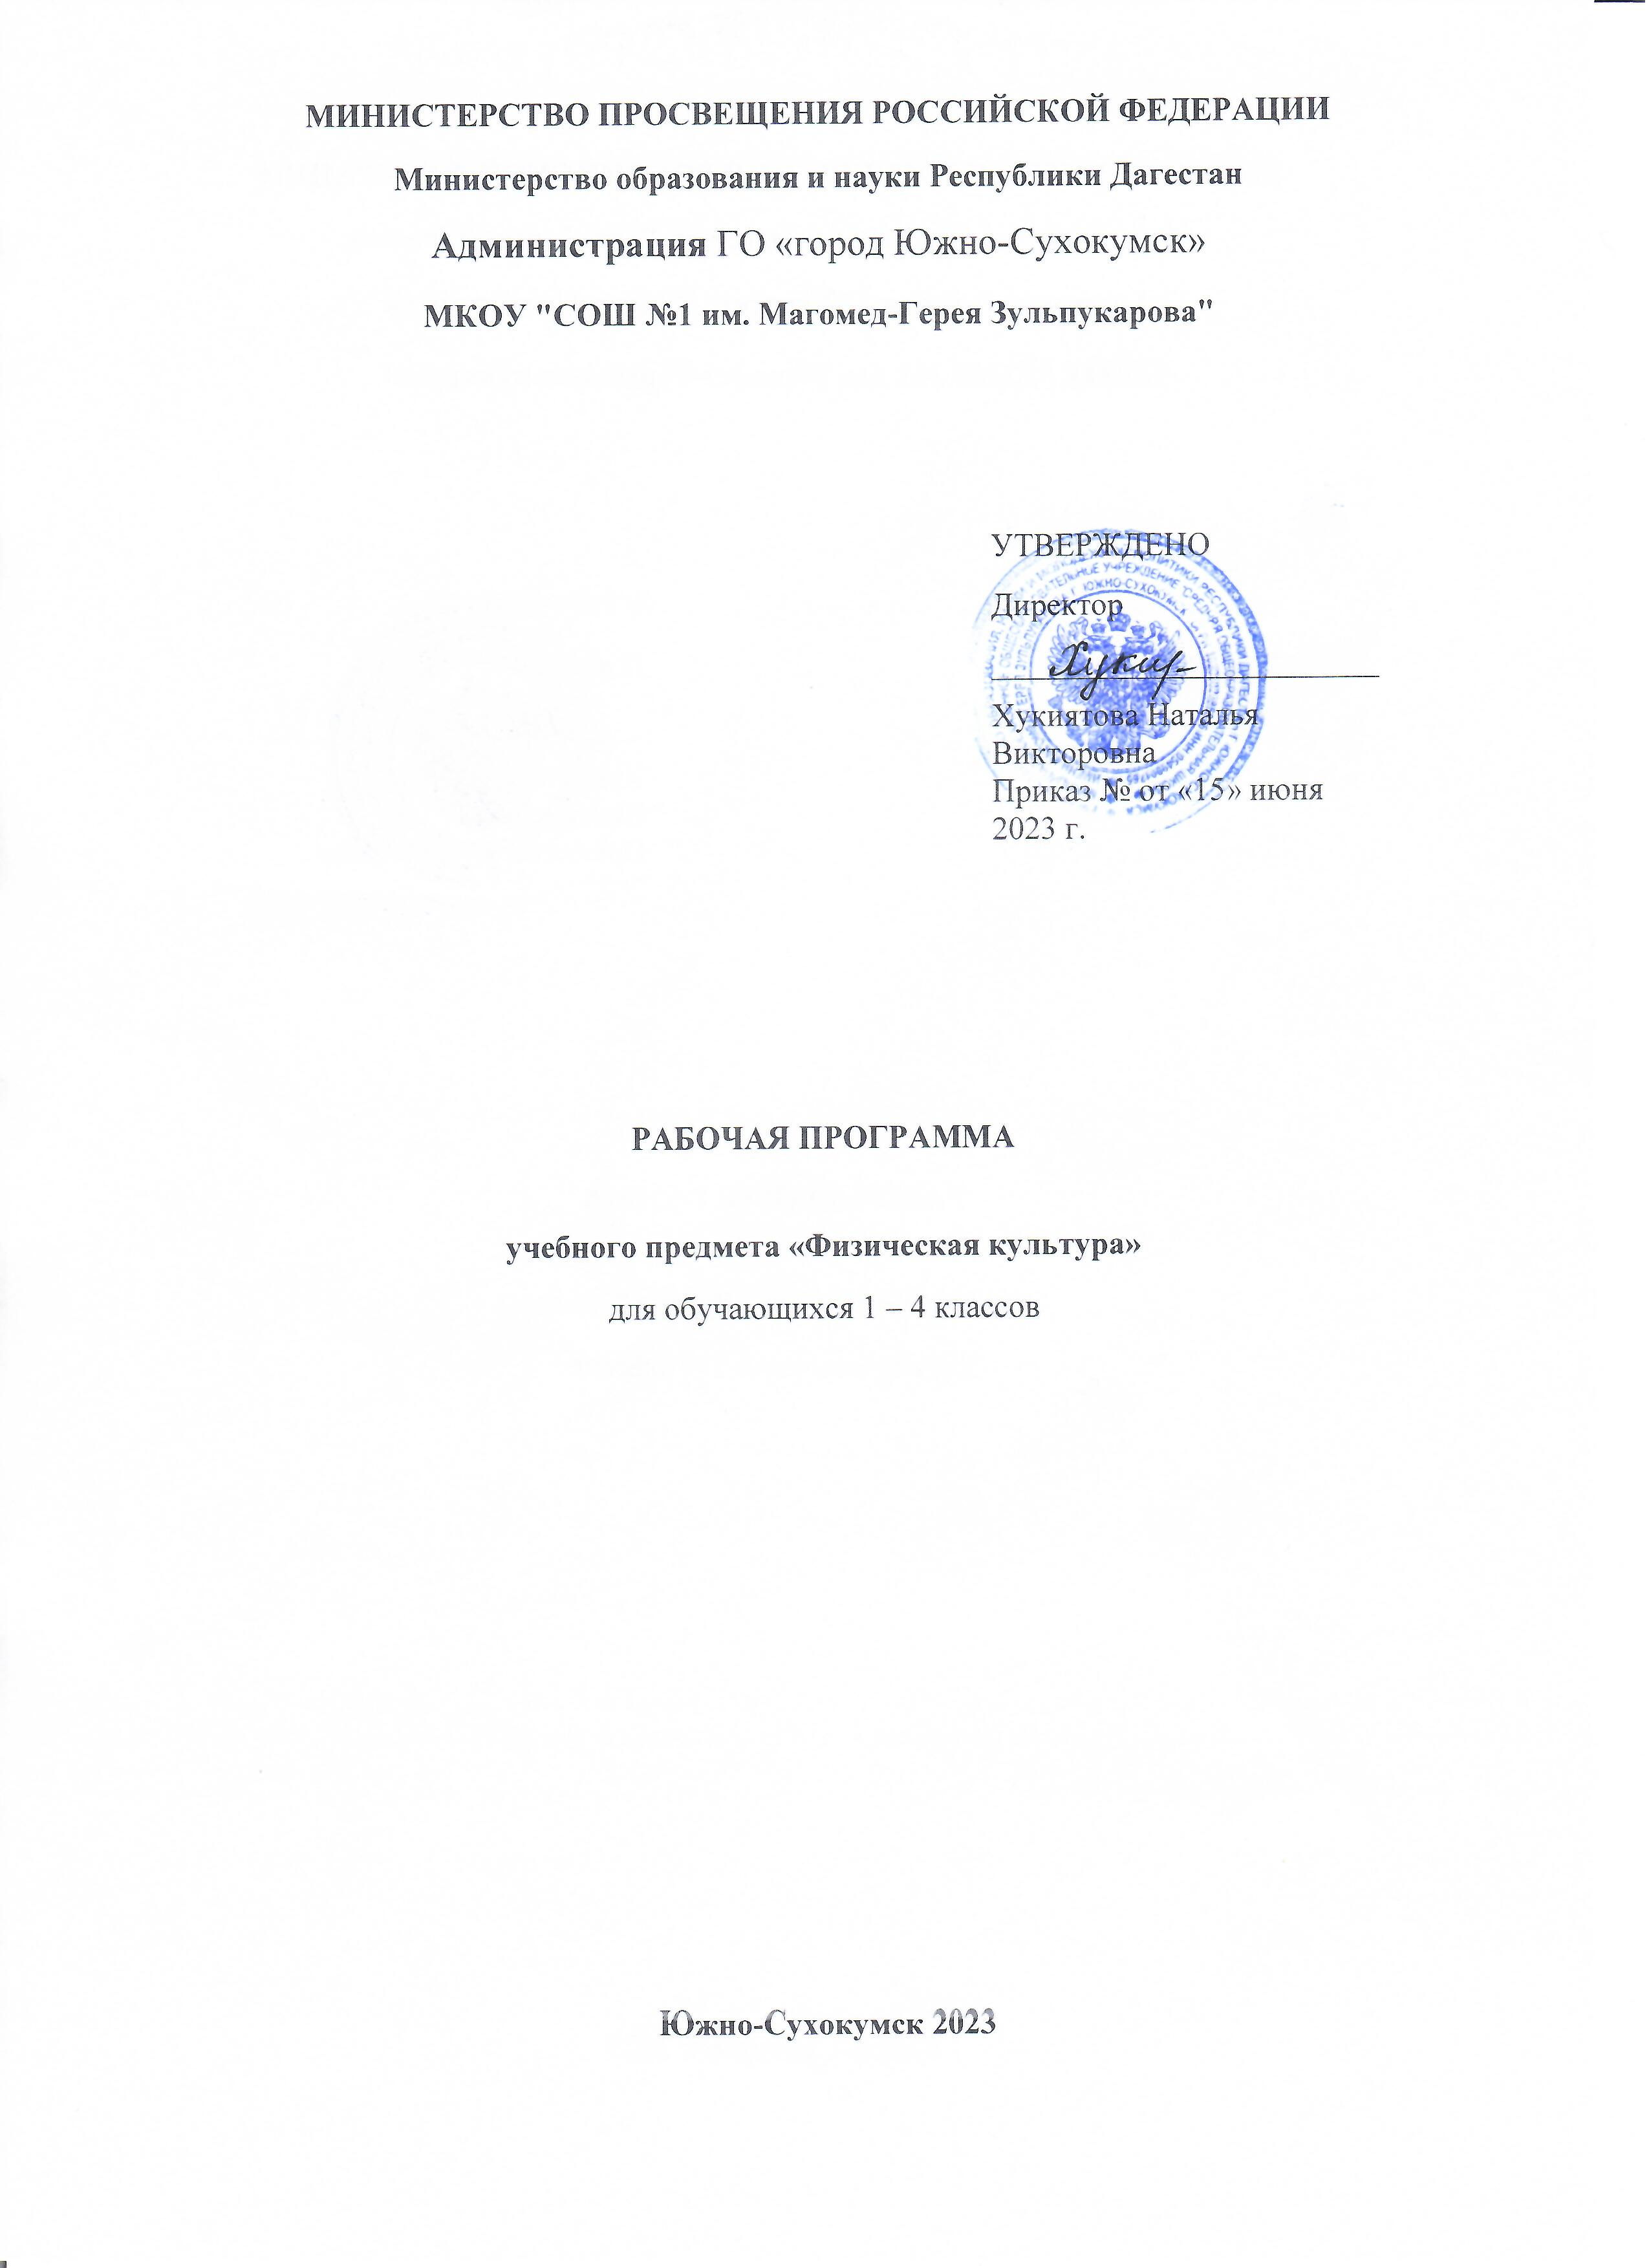 МИНИСТЕРСТВО ПРОСВЕЩЕНИЯ РОССИЙСКОЙ ФЕДЕРАЦИИ
Министерство образования и науки Республики Дагестан
Администрация ГО «город Южно-Сухокумск»
МКОУ "СОШ №1 им. Магомед-Герея Зульпукарова"
УТВЕРЖДЕНО
Директор
Хукиятова Наталья
Викторовна
Приказ № от «15» июня
2023 г.
РАБОЧАЯ ПРОГРАММА
учебного предмета «Физическая культура»
для обучающихся 1 – 4 классов
Южно-Сухокумск 2023